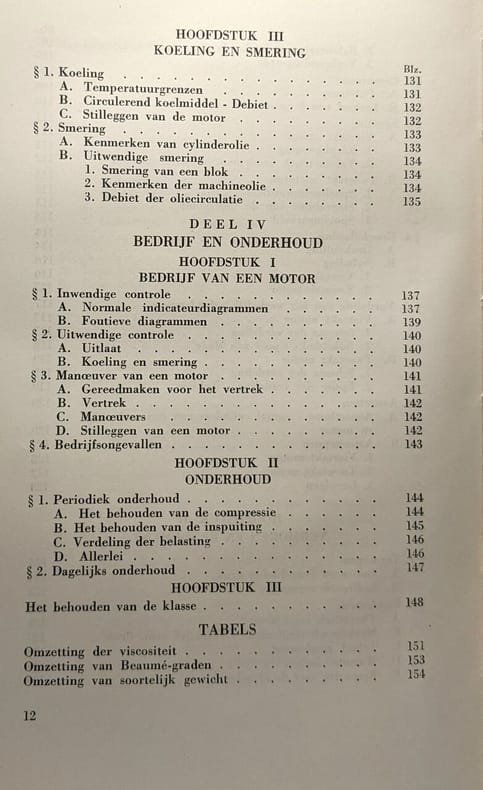 HOOFDSTUK III
KOELING EN SMERING
Blz.
§ 1. Koeling . . . . . . . . . . . . 131
A. Temperatuurgrenzen . . . . . . . . . 131
B. Circulerend koelmiddel - Debiet . . . . . . 132
C. Stilleggen van de motor . . . . . . . . 132
§ 2. Smering . . . . . . . . . . . . 133
A. Kenmarken van cylinderolie . . . . . . . 133
B. Uitwendige smering . . . . . . . . . 134
1. Smering van een blok . . . . . . . . 134
2. Kenmarken der machineolie . . . . . . 134
3. Debiet der oliecirculatie . . . . . . . 135
DEEL IV
BEDRIJF EN ONDERHOUD
HOOFDSTUK I
BEDRIJF VAN EEN MOTOR
§ 1. Inwendige controle . . . . . . . . . . 137
A. Normale indicateurdiagrammen . . . . . . 137
B. Foutieve diagrammen . . . . . . . . . 139
§ 2. Uitwendige controle . . . . . . . . . . 140
A. Uitlaat . . . . . . . . . . . . 140
B. Koeling en smering . . . . . . . . . 140
§ 3. Manœuver van een motor . . . . . . . . . 141
A. Gereedmaken voor het vertrek . . . . . . 141
B. Vertrek . . . . . . . . . . . . 142
C. Manœuvers . . . . . . . . . . . 142
D. Stilleggen van een motor . . . . . . . . 142
§ 4. Bedrijfsongevallen . . . . . . . . . . 143
HOOFDSTUK II
ONDERHOUD
§ 1. Periodiek onderhoud . . . . . . . . . . 144
A. Het behouden van de compressie . . . . . . 144
B. Het behouden van de inspuiting . . . . . . 145
C. Verdeling der belasting . . . . . . . . 146
D. Allerlei . . . . . . . . . . . . 146
§ 2. Dagelijks onderhoud . . . . . . . . . . 147
HOOFDSTUK III
Het behouden van de klasse . . . . . . . . . 148
TABELS
Omzetting der viscositeit . . . . . . . . . . 151
Omzetting van Beaumé-graden . . . . . . . . . 153
Omzetting van soortelijk gewicht . . . . . . . . 154
12